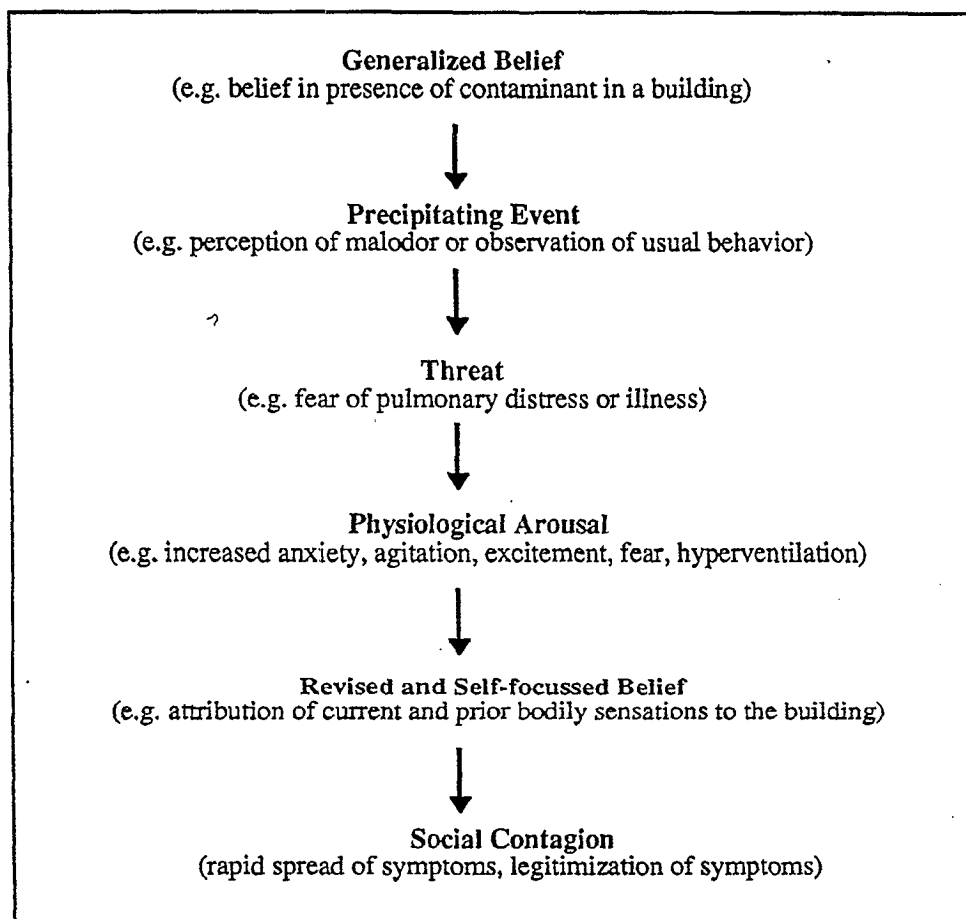 Generalized Belief
(e.g. belief in presence of contaminant in a building)
Precipitating Event
(e.g. perception of malodor or observation of usual behavior)
Threat
(e.g. fear of pulmonary distress or illness)
Physiological Arousal
(e.g. increased anxiety, agitation, excitement, fear, hyperventilation)
Revised and Self-focussed Belief
(e.g. attribution of current and prior bodily sensations to the building)
Social Contagion
(rapid spread of symptoms, legitimization of symptoms)